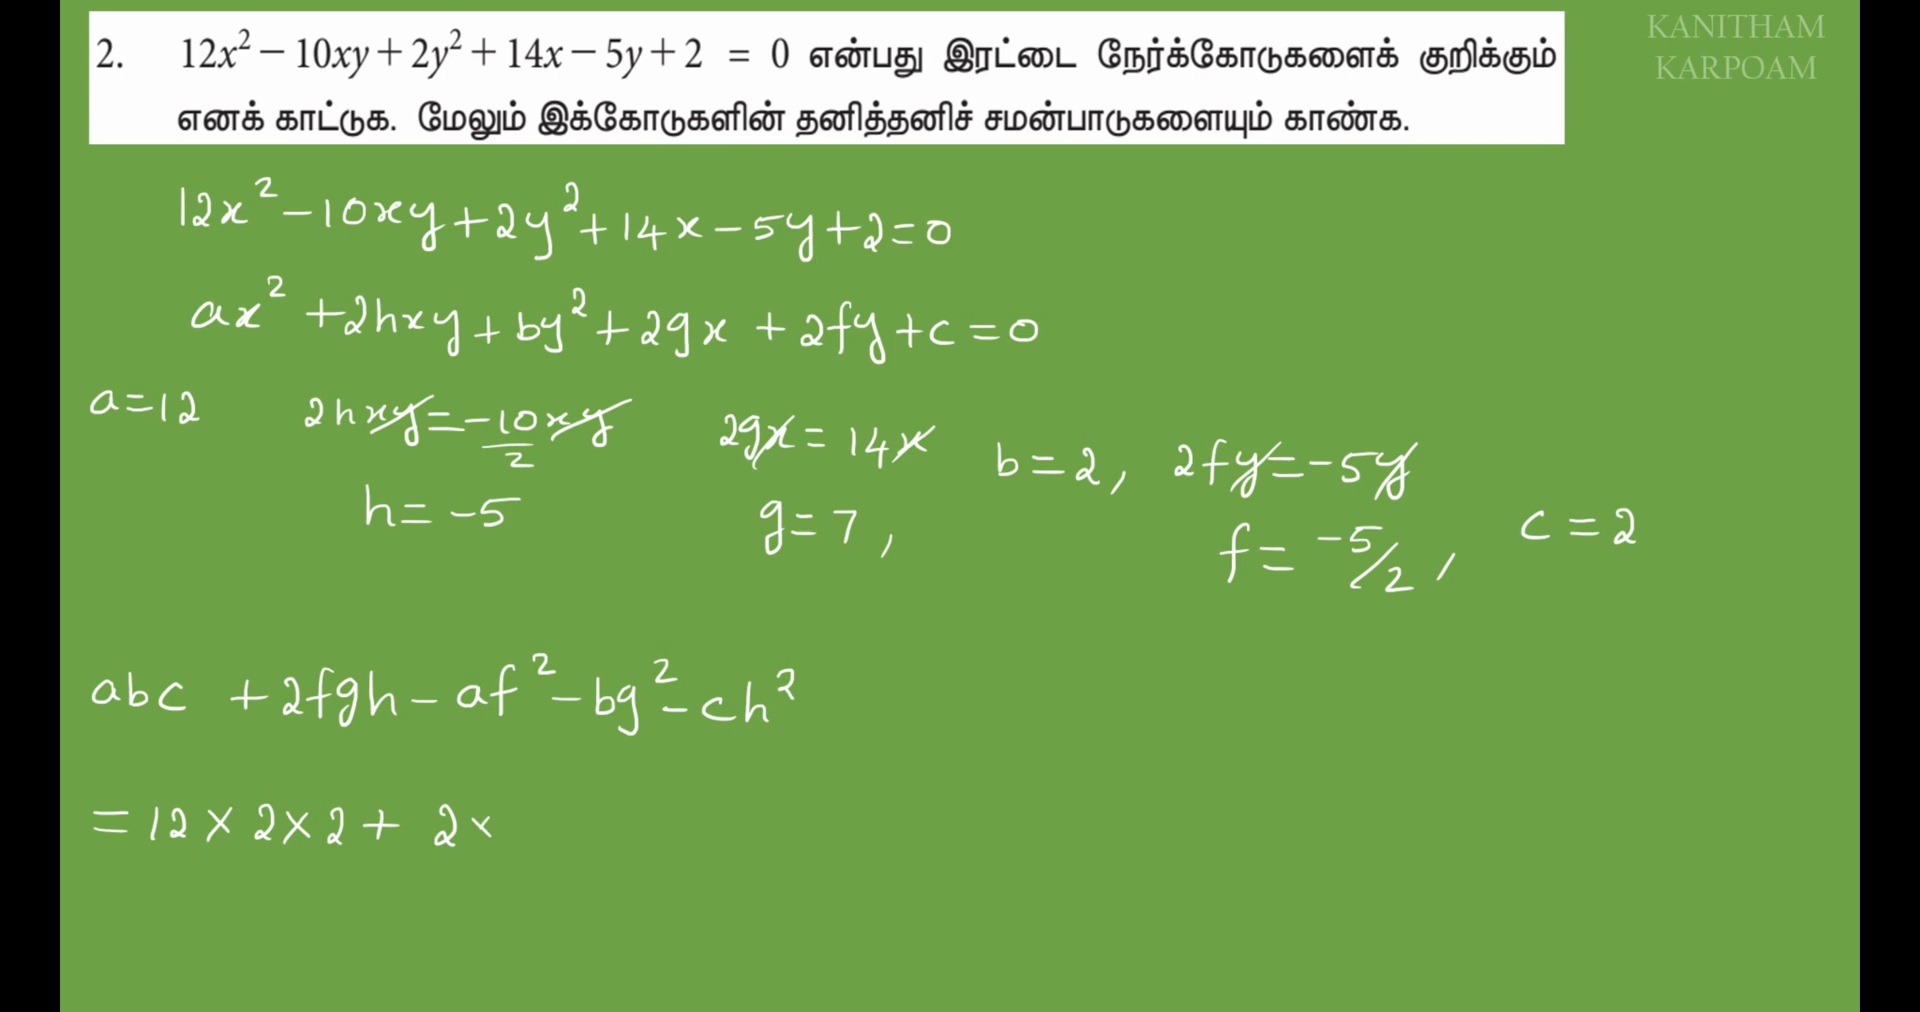 KANITHAM
KARPOAM
2. 12x² − 10xy + 2y² + 14x − 5y + 2 = 0 என்பது இரட்டை நேர்க்கோடுகளைக் குறிக்கும்
எனக் காட்டுக. மேலும் இக்கோடுகளின் தனித்தனிச் சமன்பாடுகளையும் காண்க.
12x² − 10xy + 2y² + 14x − 5y + 2 = 0
ax² + 2hxy + by² + 2gx + 2fy + c = 0
a = 12 2hxy = −10xy/2 2gx = 14x b = 2, 2fy = −5y
h = −5 g = 7, f = −5/2, c = 2
abc + 2fgh − af² − bg² − ch²
= 12 × 2 × 2 + 2 ×